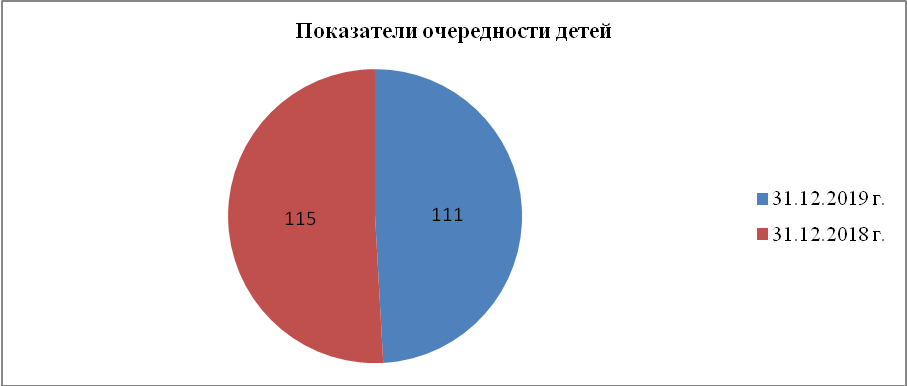 Показатели очередности детей
115
111
31.12.2019 г.
31.12.2018 г.